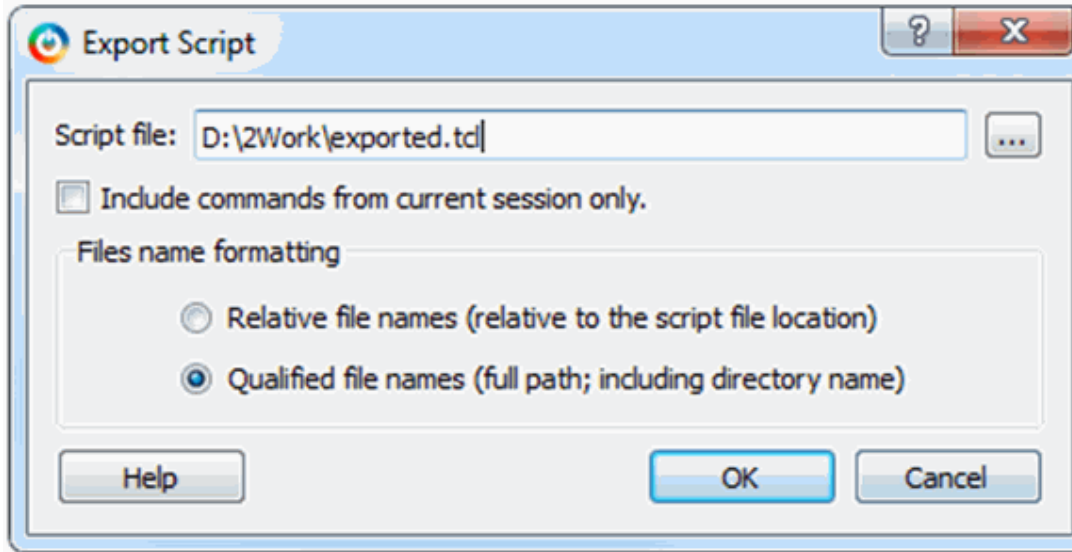 Export Script
Script file: D:\2Work\exported.tcl ...
Include commands from current session only.
Files name formatting
Relative file names (relative to the script file location)
Qualified file names (full path; including directory name)
Help OK Cancel